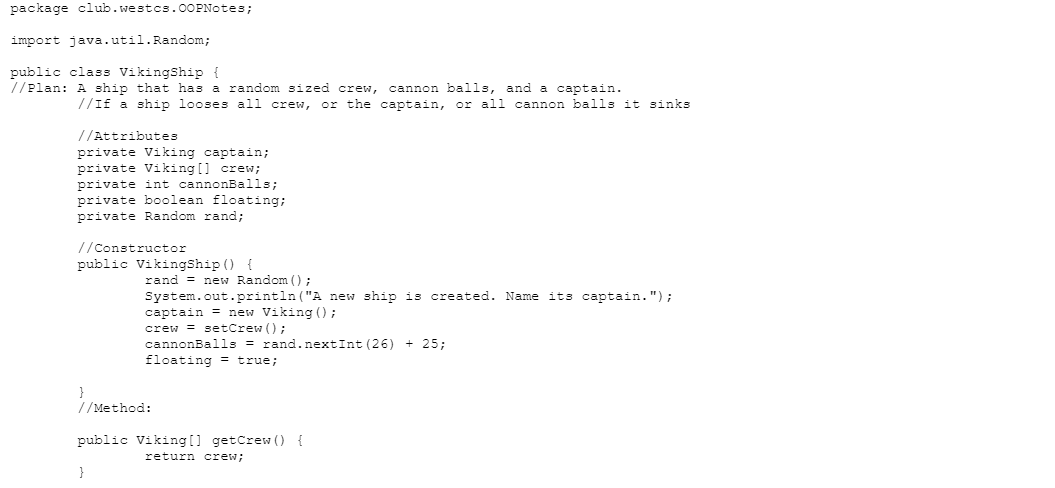 package club.westcs.OOPNotes;
import java.util.Random;
public class VikingShip {
//Plan: A ship that has a random sized crew, cannon balls, and a captain.
//If a ship looses all crew, or the captain, or all cannon balls it sinks
//Attributes
private Viking captain;
private Viking[] crew;
private int cannonBalls;
private boolean floating;
private Random rand;
//Constructor
public VikingShip() {
rand = new Random();
System.out.println("A new ship is created. Name its captain.");
captain = new Viking();
crew = setCrew();
cannonBalls = rand.nextInt(26) + 25;
floating = true;
}
//Method:
public Viking[] getCrew() {
return crew;
}